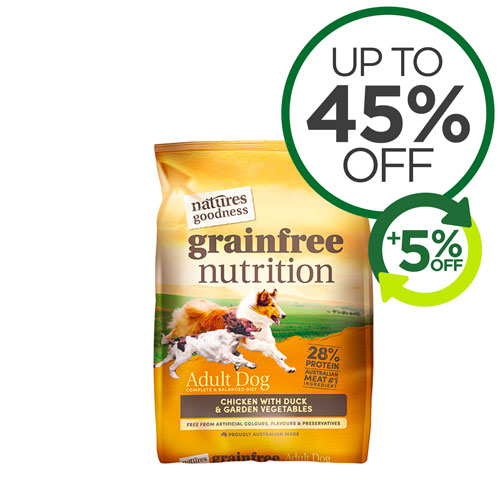 UP TO
45%
OFF
+5%
OFF
natures
goodness
grainfree
nutrition
28%
PROTEIN
AUSTRALIAN
MEAT #1
INGREDIENT
Adult Dog
COMPLETE & BALANCED DIET
CHICKEN WITH DUCK
& GARDEN VEGETABLES
FREE FROM ARTIFICIAL COLOURS, FLAVOURS & PRESERVATIVES
PROUDLY AUSTRALIAN MADE
grainfree
nutrition
Adult Dog